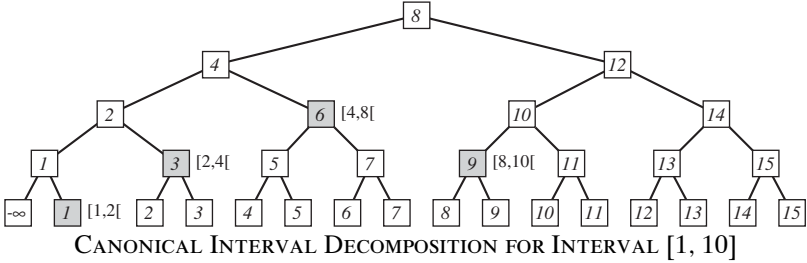 8
4 12
2 6 [4,8[ 10 14
1 3 [2,4[ 5 7 9 [8,10[ 11 13 15
-∞ 1 [1,2[ 2 3 4 5 6 7 8 9 10 11 12 13 14 15
CANONICAL INTERVAL DECOMPOSITION FOR INTERVAL [1, 10]